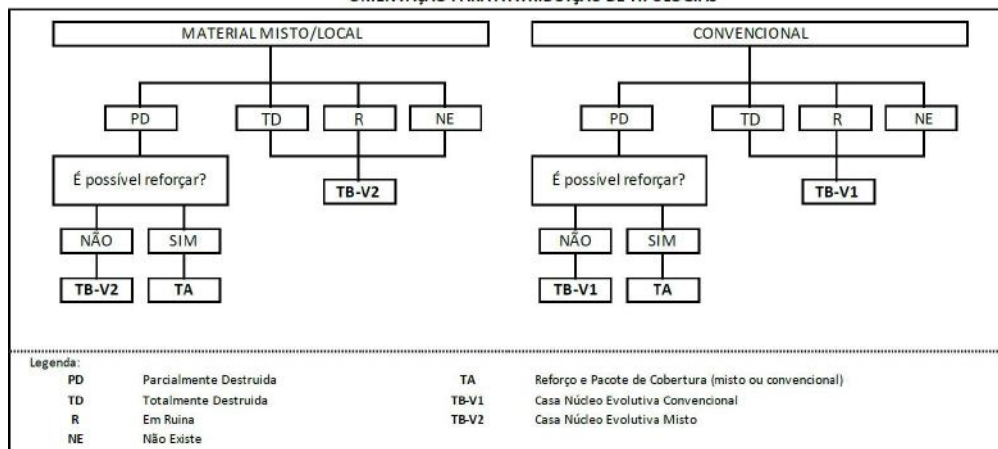 MATERIAL MISTO/LOCAL CONVENCIONAL
PD TD R NE PD TD R NE
É possível reforçar? É possível reforçar?
TB-V2 TB-V1
NÃO SIM NÃO SIM
TB-V2 TA TB-V1 TA
Legenda:
PD Parcialmente Destruida TA Reforço e Pacote de Cobertura (misto ou convencional)
TD Totalmente Destruida TB-V1 Casa Núcleo Evolutiva Convencional
R Em Ruina TB-V2 Casa Núcleo Evolutiva Misto
NE Não Existe